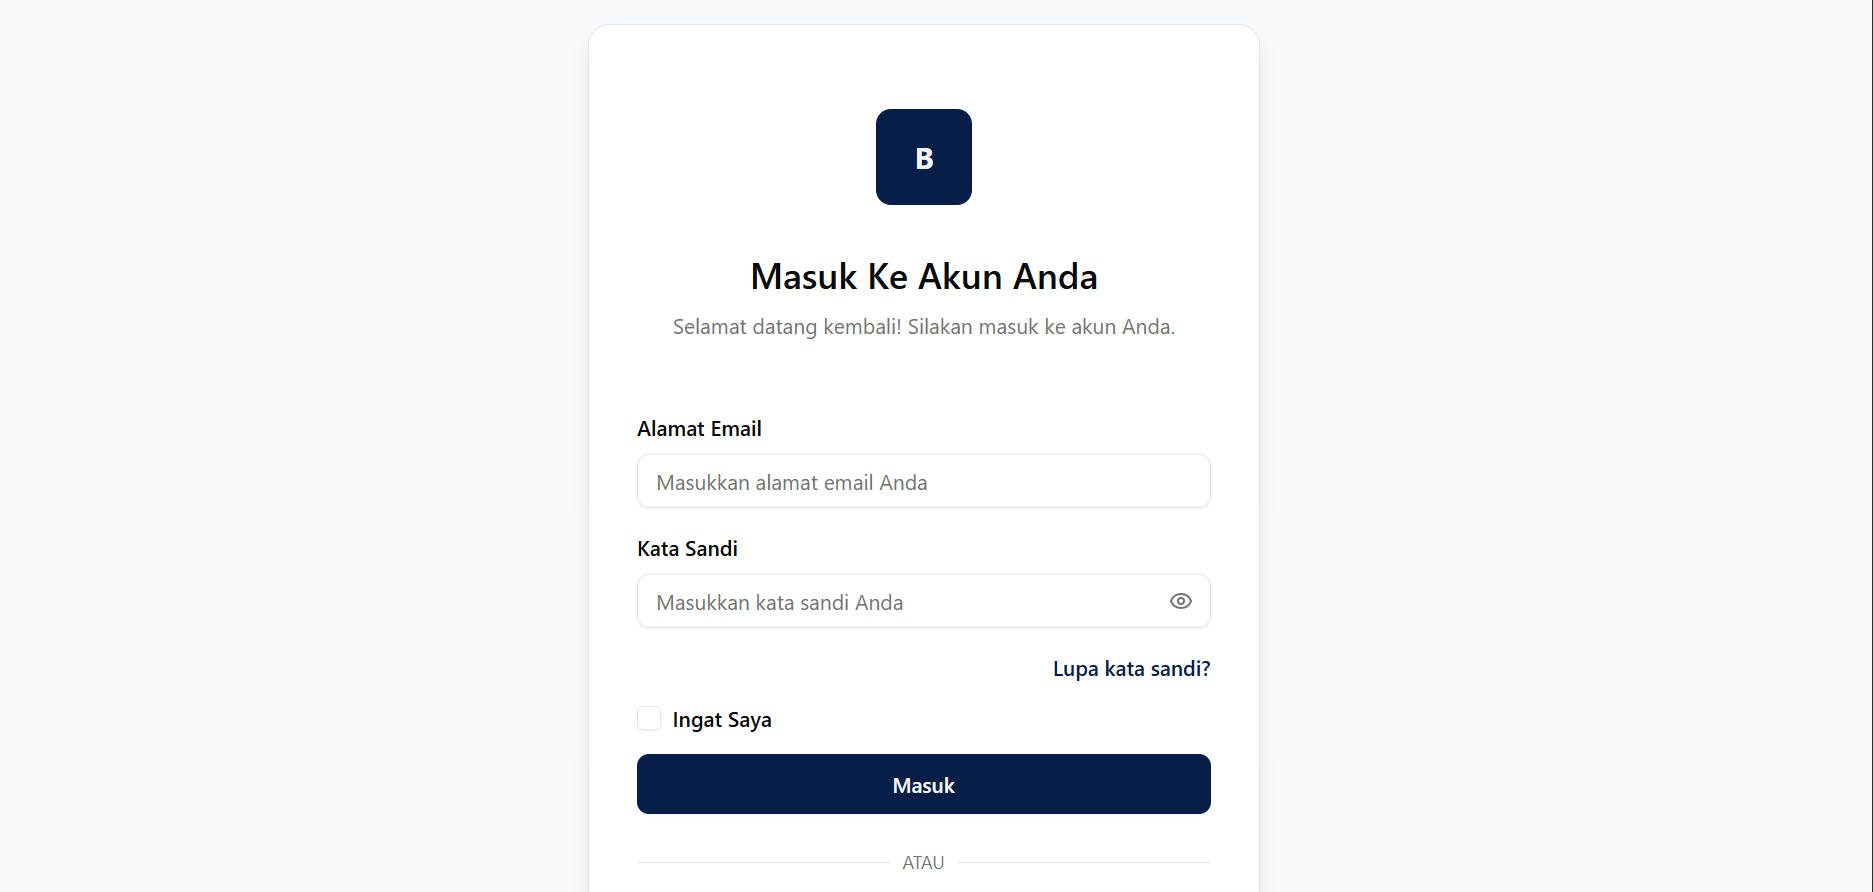 B
Masuk Ke Akun Anda
Selamat datang kembali! Silakan masuk ke akun Anda.
Alamat Email
Masukkan alamat email Anda
Kata Sandi
Masukkan kata sandi Anda
Lupa kata sandi?
Ingat Saya
Masuk
ATAU